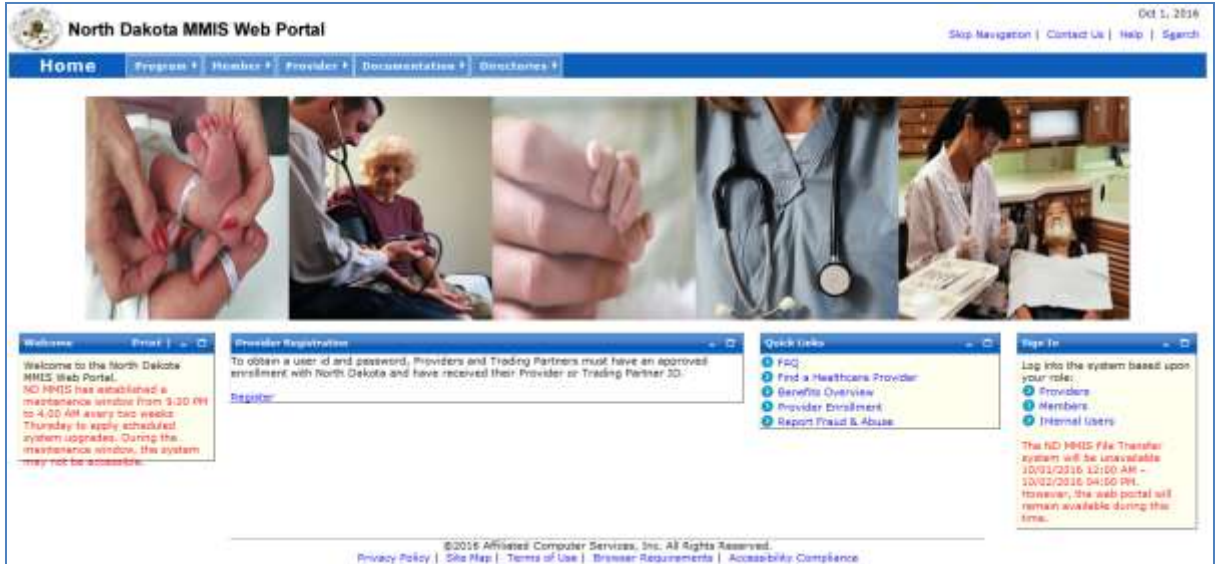 Oct 1, 2016
North Dakota MMIS Web Portal
Skip Navigation | Contact Us | Help | Search
Home Program Member Provider Documentation Directories
Welcome Print | - 
Welcome to the North Dakota
MMIS Web Portal.
ND MMIS has established a
maintenance window from 5:30 PM
to 4:00 AM every two weeks
Thursday to apply scheduled
system upgrades. During the
maintenance window, the system
may not be accessible.
Provider Registration
To obtain a user id and password, Providers and Trading Partners must have an approved
enrollment with North Dakota and have received their Provider or Trading Partner ID.
Register
Quick Links
FAQ
Find a Healthcare Provider
Benefits Overview
Provider Enrollment
Report Fraud & Abuse
Sign In
Log into the system based upon
your role:
Providers
Members
Internal Users
The ND MMIS File Transfer
system will be unavailable
10/01/2016 12:00 AM -
10/02/2016 04:00 PM.
However, the web portal will
remain available during this
time.
©2016 Affiliated Computer Services, Inc. All Rights Reserved.
Privacy Policy | Site Map | Terms of Use | Browser Requirements | Accessibility Compliance